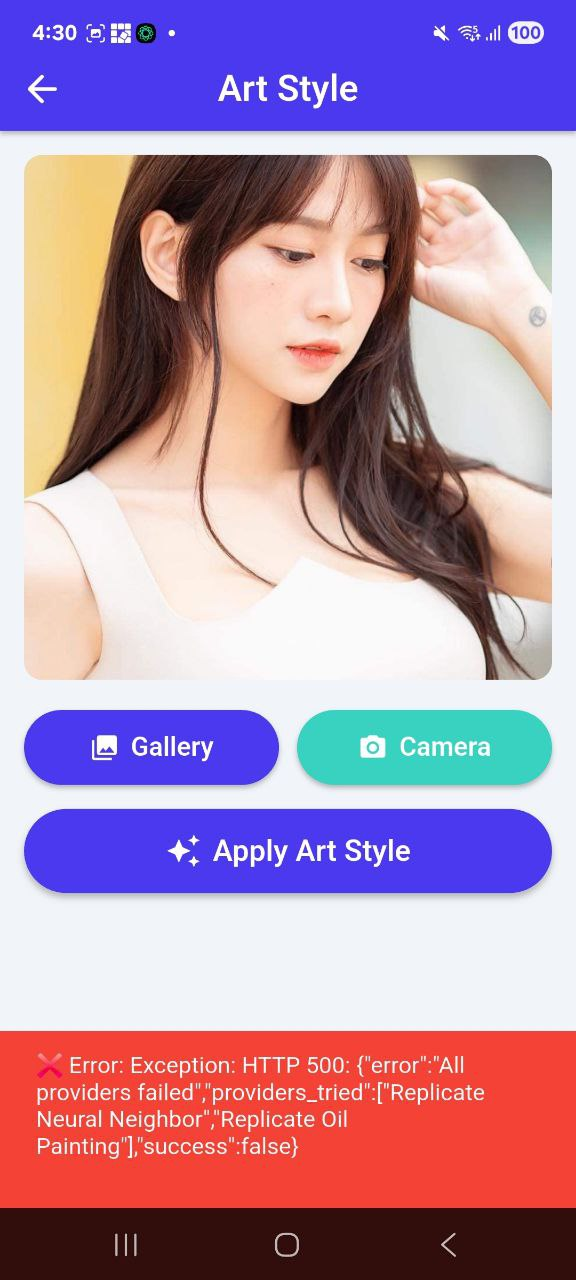 4:30
100
Art Style
Gallery
Camera
Apply Art Style
❌ Error: Exception: HTTP 500: {"error":"All
providers failed","providers_tried":["Replicate
Neural Neighbor","Replicate Oil
Painting"],"success":false}